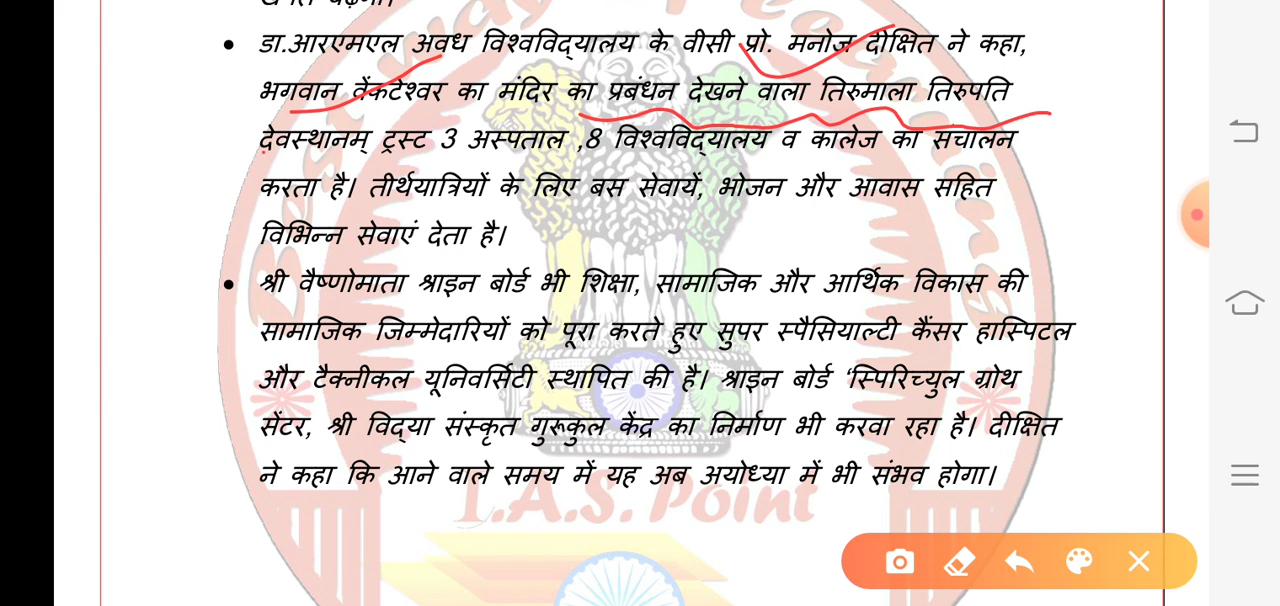 डा.आरएमएल अवध विश्वविद्यालय के वीसी प्रो. मनोज दीक्षित ने कहा,
भगवान वेंकटेश्वर का मंदिर का प्रबंधन देखने वाला तिरुमाला तिरुपति
देवस्थानम् ट्रस्ट 3 अस्पताल ,8 विश्वविद्यालय व कालेज का संचालन
करता है। तीर्थयात्रियों के लिए बस सेवायें, भोजन और आवास सहित
विभिन्न सेवाएं देता है।
श्री वैष्णोमाता श्राइन बोर्ड भी शिक्षा, सामाजिक और आर्थिक विकास की
सामाजिक जिम्मेदारियों को पूरा करते हुए सुपर स्पैसियाल्टी कैंसर हास्पिटल
और टैक्नीकल यूनिवर्सिटी स्थापित की है। श्राइन बोर्ड ‘स्पिरिच्युल ग्रोथ
सेंटर, श्री विद्या संस्कृत गुरूकुल केंद्र का निर्माण भी करवा रहा है। दीक्षित
ने कहा कि आने वाले समय में यह अब अयोध्या में भी संभव होगा।
I.A.S. Point